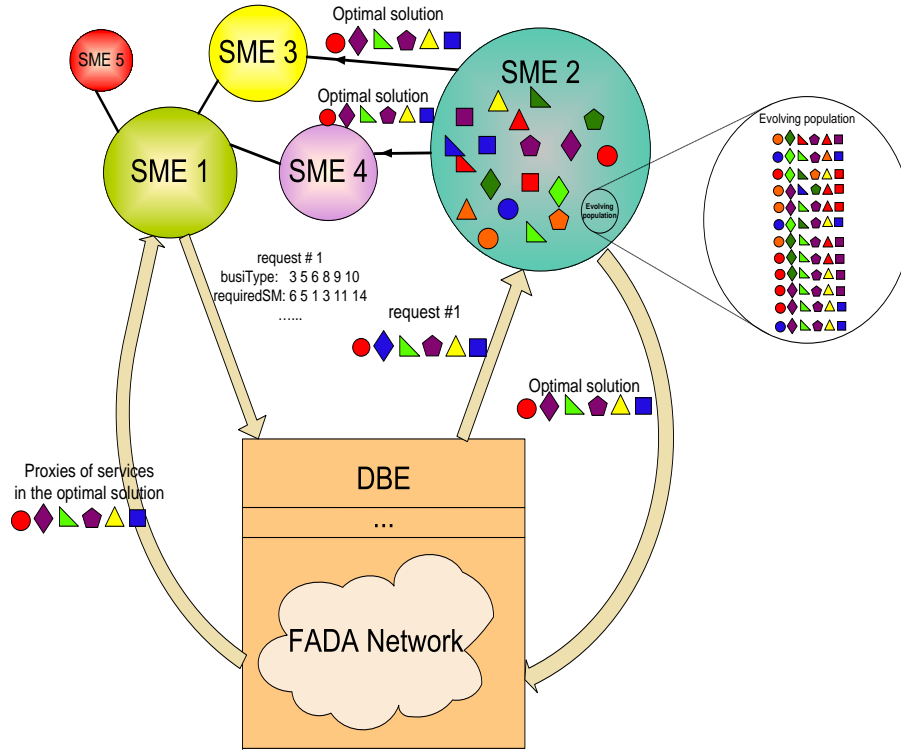 Optimal solution
SME 3
SME 5
SME 2
Optimal solution
Evolving population
SME 1
SME 4
Evolving
population
request # 1
busiType: 3 5 6 8 9 10
requiredSM: 6 5 1 3 11 14
…...
request #1
Optimal solution
Proxies of services
in the optimal solution
DBE
...
FADA Network